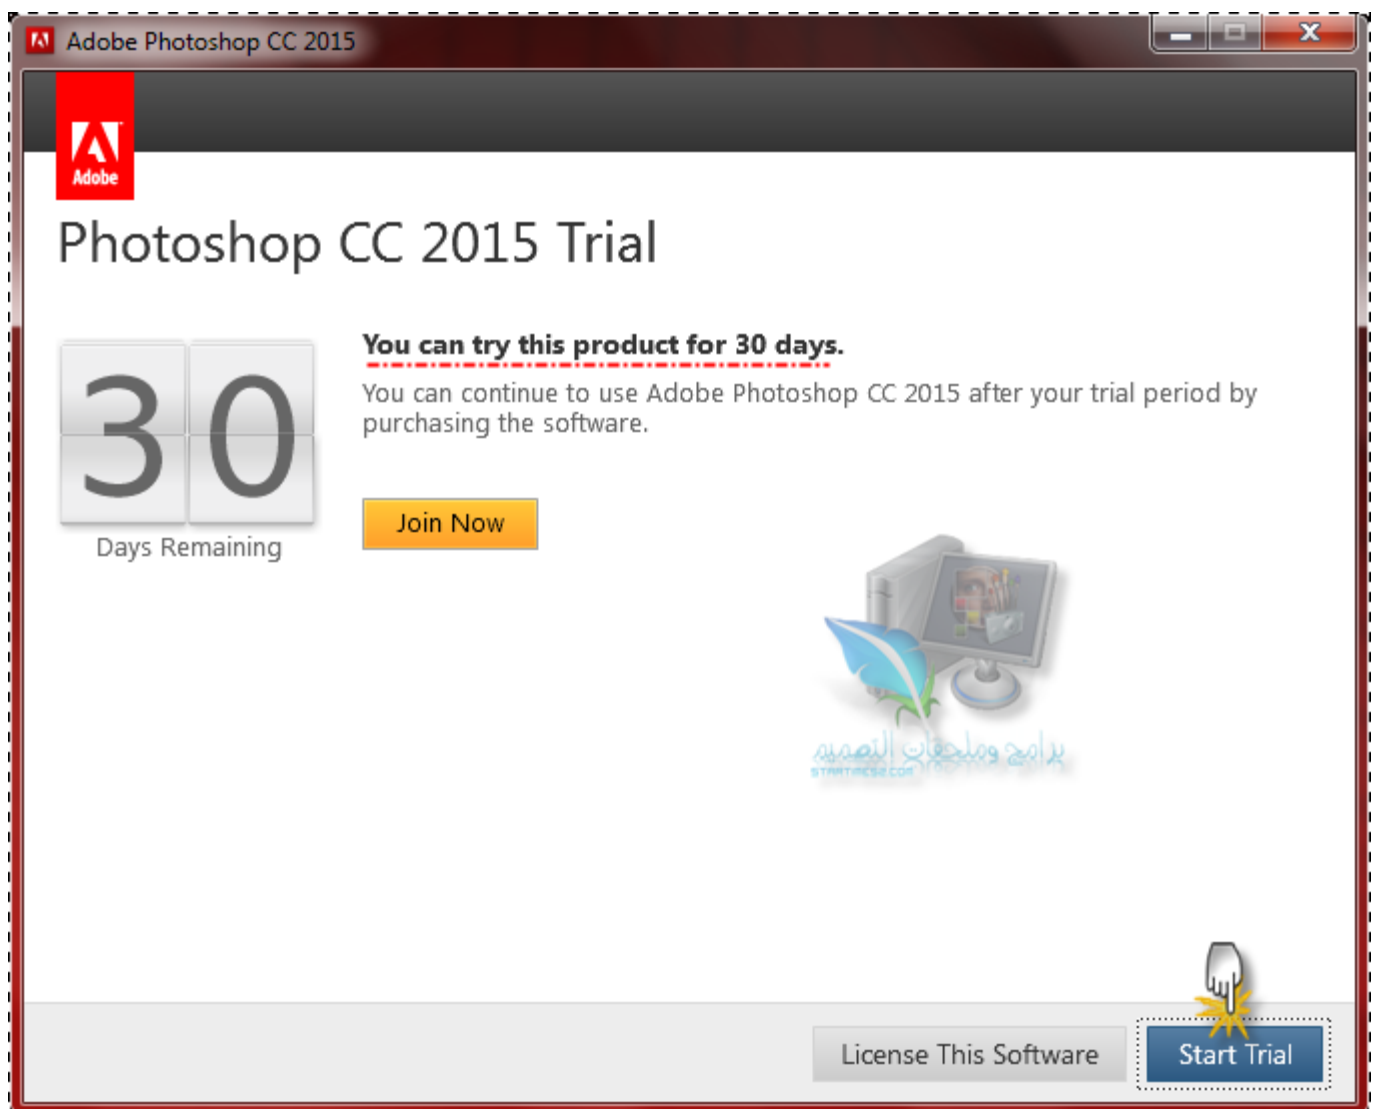 Adobe Photoshop CC 2015
Adobe
Photoshop CC 2015 Trial
30
Days Remaining
You can try this product for 30 days.
You can continue to use Adobe Photoshop CC 2015 after your trial period by
purchasing the software.
Join Now
برامج وملحقات التصميم
STARTIMES2.COM
License This Software
Start Trial